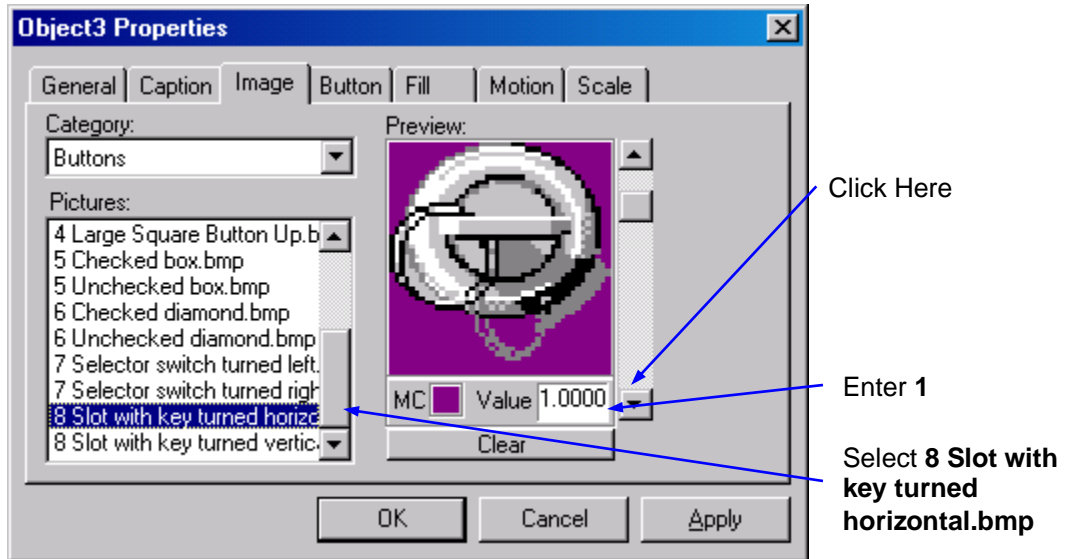 Object3 Properties
General Caption Image Button Fill Motion Scale
Category:
Buttons
Pictures:
4 Large Square Button Up.b
5 Checked box.bmp
5 Unchecked box.bmp
6 Checked diamond.bmp
6 Unchecked diamond.bmp
7 Selector switch turned left.
7 Selector switch turned righ
8 Slot with key turned horizo
8 Slot with key turned vertic
Preview:
MC Value 1.0000
Clear
OK Cancel Apply
Click Here
Enter 1
Select 8 Slot with
key turned
horizontal.bmp